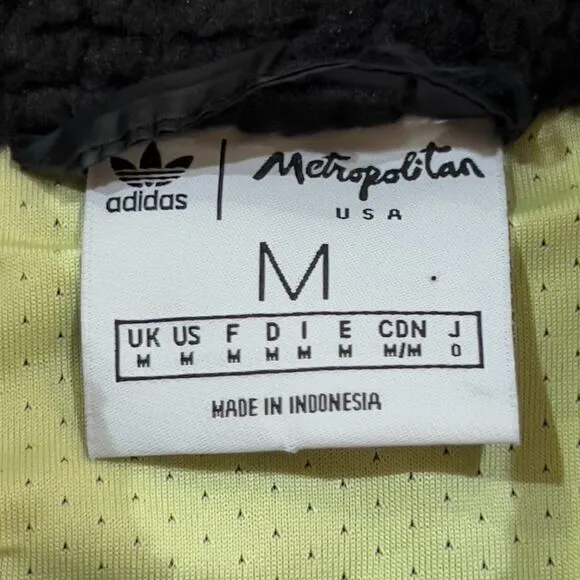 adidas
Metropolitan
USA
M
UK US F D I E CDN J
M M M M M M M/M O
MADE IN INDONESIA